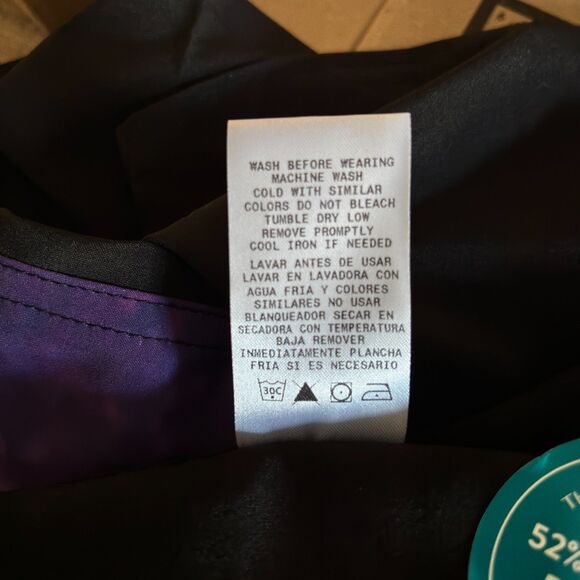 WASH BEFORE WEARING
MACHINE WASH
COLD WITH SIMILAR
COLORS DO NOT BLEACH
TUMBLE DRY LOW
REMOVE PROMPTLY
COOL IRON IF NEEDED
LAVAR ANTES DE USAR
LAVAR EN LAVADORA CON
AGUA FRIA Y COLORES
SIMILARES NO USAR
BLANQUEADOR SECAR EN
SECADORA CON TEMPERATURA
BAJA REMOVER
INMEDIATAMENTE PLANCHA
FRIA SI ES NECESARIO
30C
52%